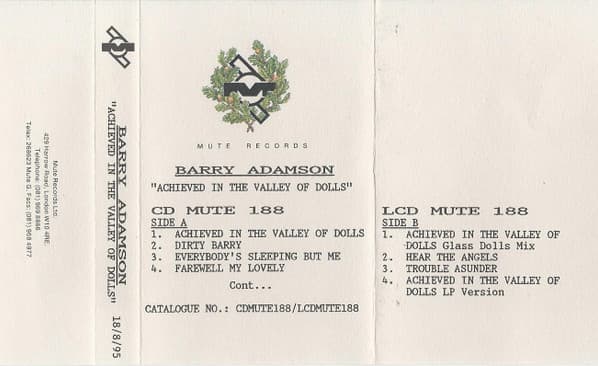 Mute Records Ltd.
429 Harrow Road, London W10 4RE.
Telephone: (081) 969 8866
Telex: 268623 Mute G. Facs: (081) 968 4977
BARRY ADAMSON
"ACHIEVED IN THE VALLEY OF DOLLS"
18/8/95
MUTE RECORDS
BARRY ADAMSON
"ACHIEVED IN THE VALLEY OF DOLLS"
CD MUTE 188
SIDE A
1. ACHIEVED IN THE VALLEY OF DOLLS
2. DIRTY BARRY
3. EVERYBODY'S SLEEPING BUT ME
4. FAREWELL MY LOVELY
Cont...
CATALOGUE NO.: CDMUTE188/LCDMUTE188
LCD MUTE 188
SIDE B
1. ACHIEVED IN THE VALLEY OF
DOLLS Glass Dolls Mix
2. HEAR THE ANGELS
3. TROUBLE ASUNDER
4. ACHIEVED IN THE VALLEY OF
DOLLS LP Version